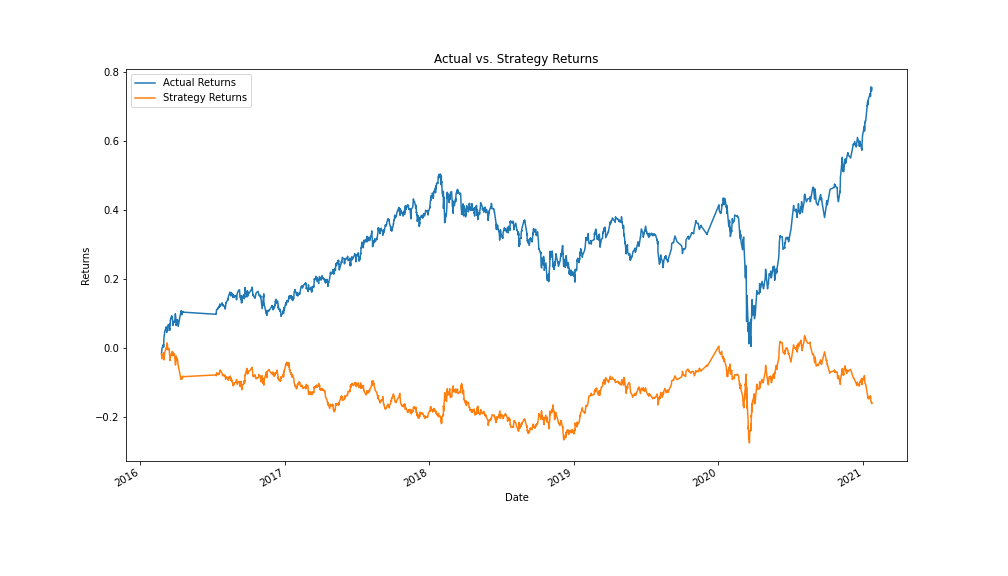 Actual vs. Strategy Returns
Actual Returns
Strategy Returns
0.8
0.6
0.4
0.2
0.0
−0.2
Returns
2016
2017
2018
2019
2020
2021
Date